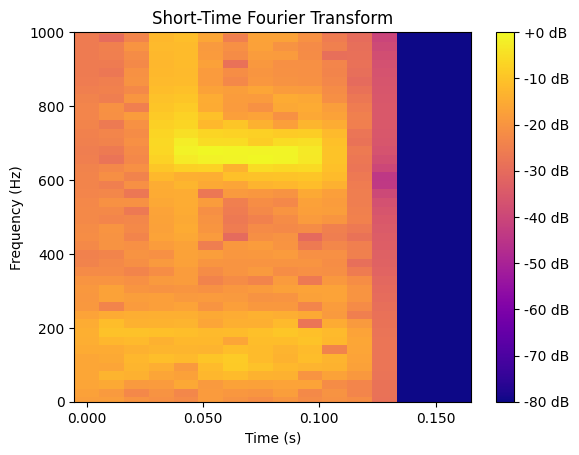 Short-Time Fourier Transform
1000
800
600
400
200
0
Frequency (Hz)
0.000
0.050
0.100
0.150
Time (s)
+0 dB
-10 dB
-20 dB
-30 dB
-40 dB
-50 dB
-60 dB
-70 dB
-80 dB